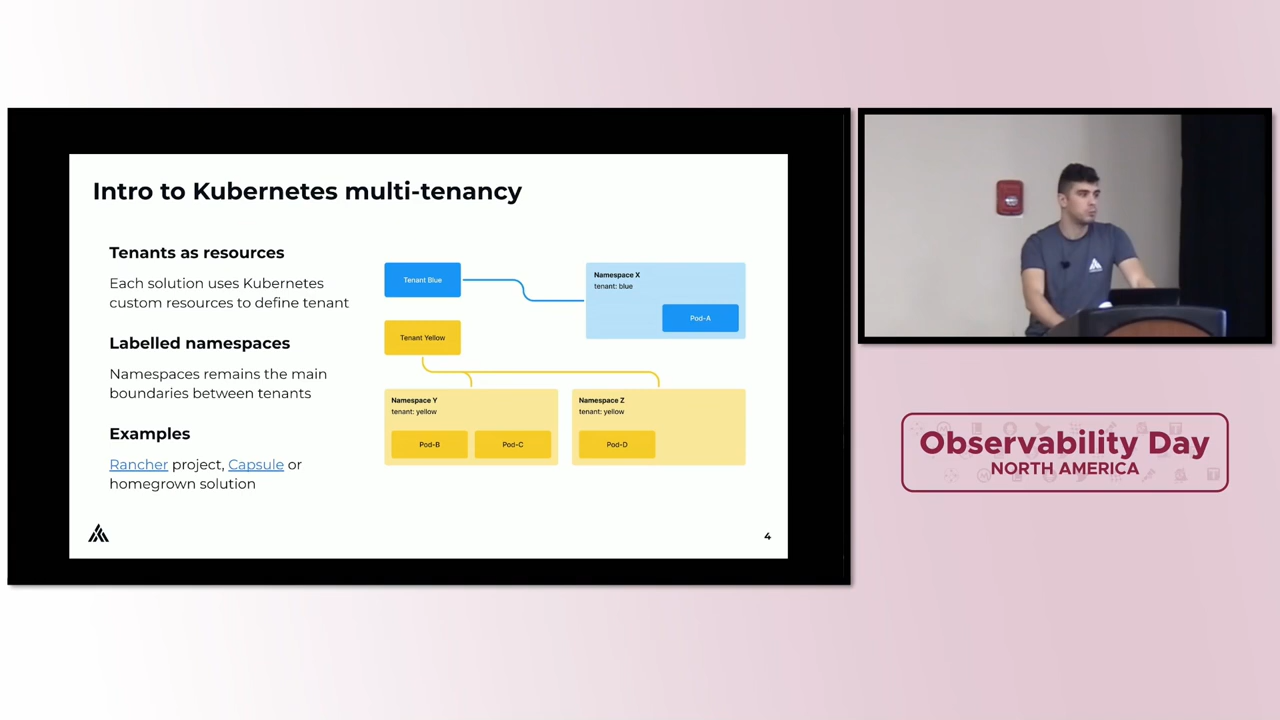 Intro to Kubernetes multi-tenancy
Tenants as resources
Each solution uses Kubernetes
custom resources to define tenant
Labelled namespaces
Namespaces remains the main
boundaries between tenants
Examples
Rancher project, Capsule or
homegrown solution
Tenant Blue
Namespace X
tenant: blue
Pod-A
Tenant Yellow
Namespace Y
tenant: yellow
Pod-B
Pod-C
Namespace Z
tenant: yellow
Pod-D
4
Observability Day
NORTH AMERICA